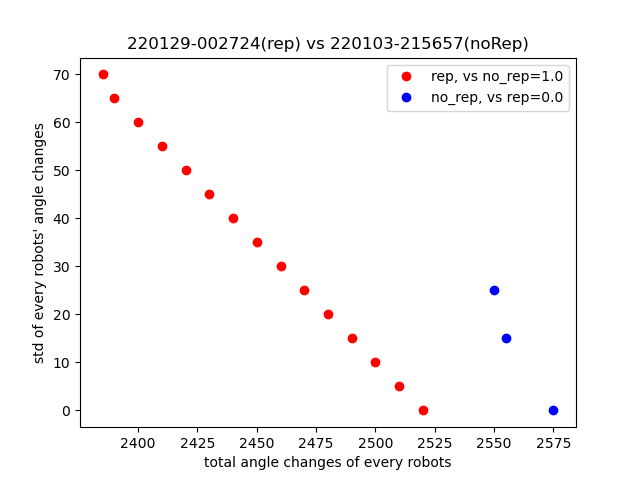 220129-002724(rep) vs 220103-215657(noRep)
rep, vs no_rep=1.0
no_rep, vs rep=0.0
std of every robots' angle changes
70
60
50
40
30
20
10
0
2400 2425 2450 2475 2500 2525 2550 2575
total angle changes of every robots